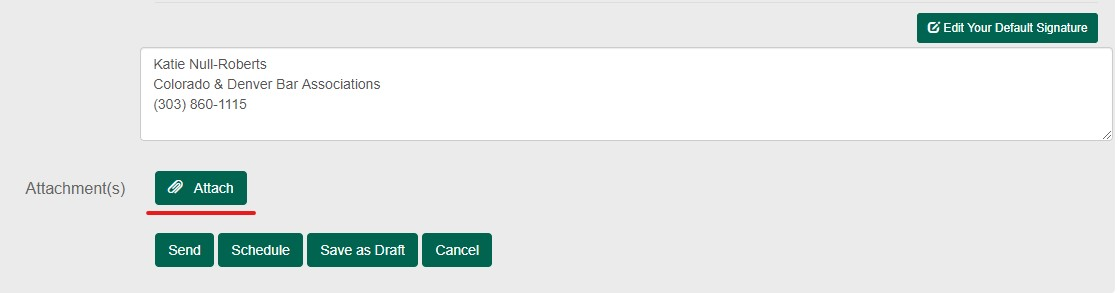 Edit Your Default Signature
Katie Null-Roberts
Colorado & Denver Bar Associations
(303) 860-1115
Attachment(s) Attach
Send Schedule Save as Draft Cancel